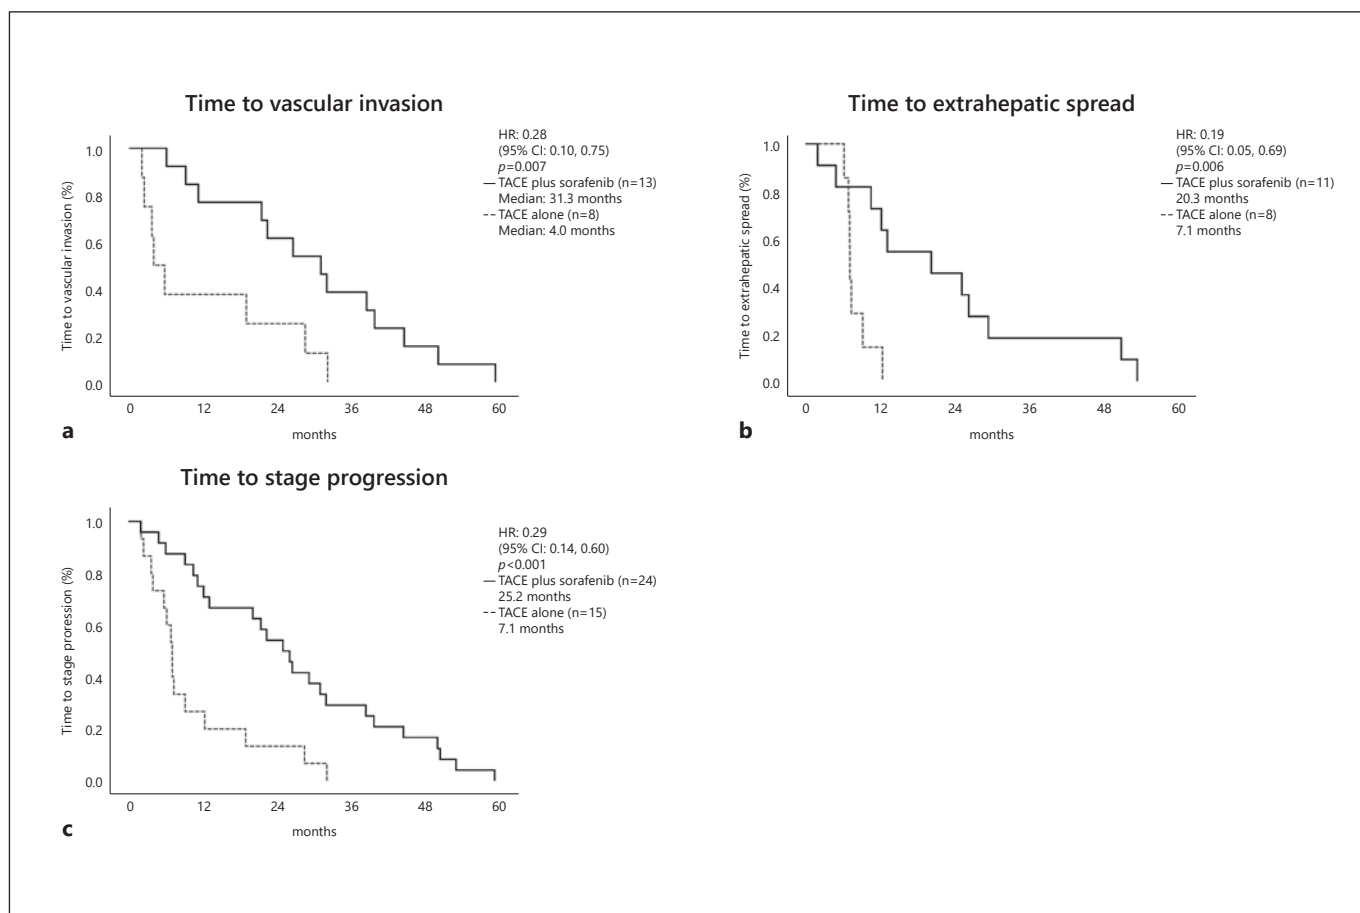 Time to vascular invasion
HR: 0.28
(95% CI: 0.10, 0.75)
p=0.007
TACE plus sorafenib (n=13)
Median: 31.3 months
TACE alone (n=8)
Median: 4.0 months
Time to vascular invasion (%)
1.0
0.8
0.6
0.4
0.2
0.0
0 12 24 36 48 60
months
a
Time to extrahepatic spread
HR: 0.19
(95% CI: 0.05, 0.69)
p=0.006
TACE plus sorafenib (n=11)
20.3 months
TACE alone (n=8)
7.1 months
Time to extrahepatic spread (%)
1.0
0.8
0.6
0.4
0.2
0.0
0 12 24 36 48 60
months
b
Time to stage progression
HR: 0.29
(95% CI: 0.14, 0.60)
p<0.001
TACE plus sorafenib (n=24)
25.2 months
TACE alone (n=15)
7.1 months
Time to stage proression (%)
1.0
0.8
0.6
0.4
0.2
0.0
0 12 24 36 48 60
months
c